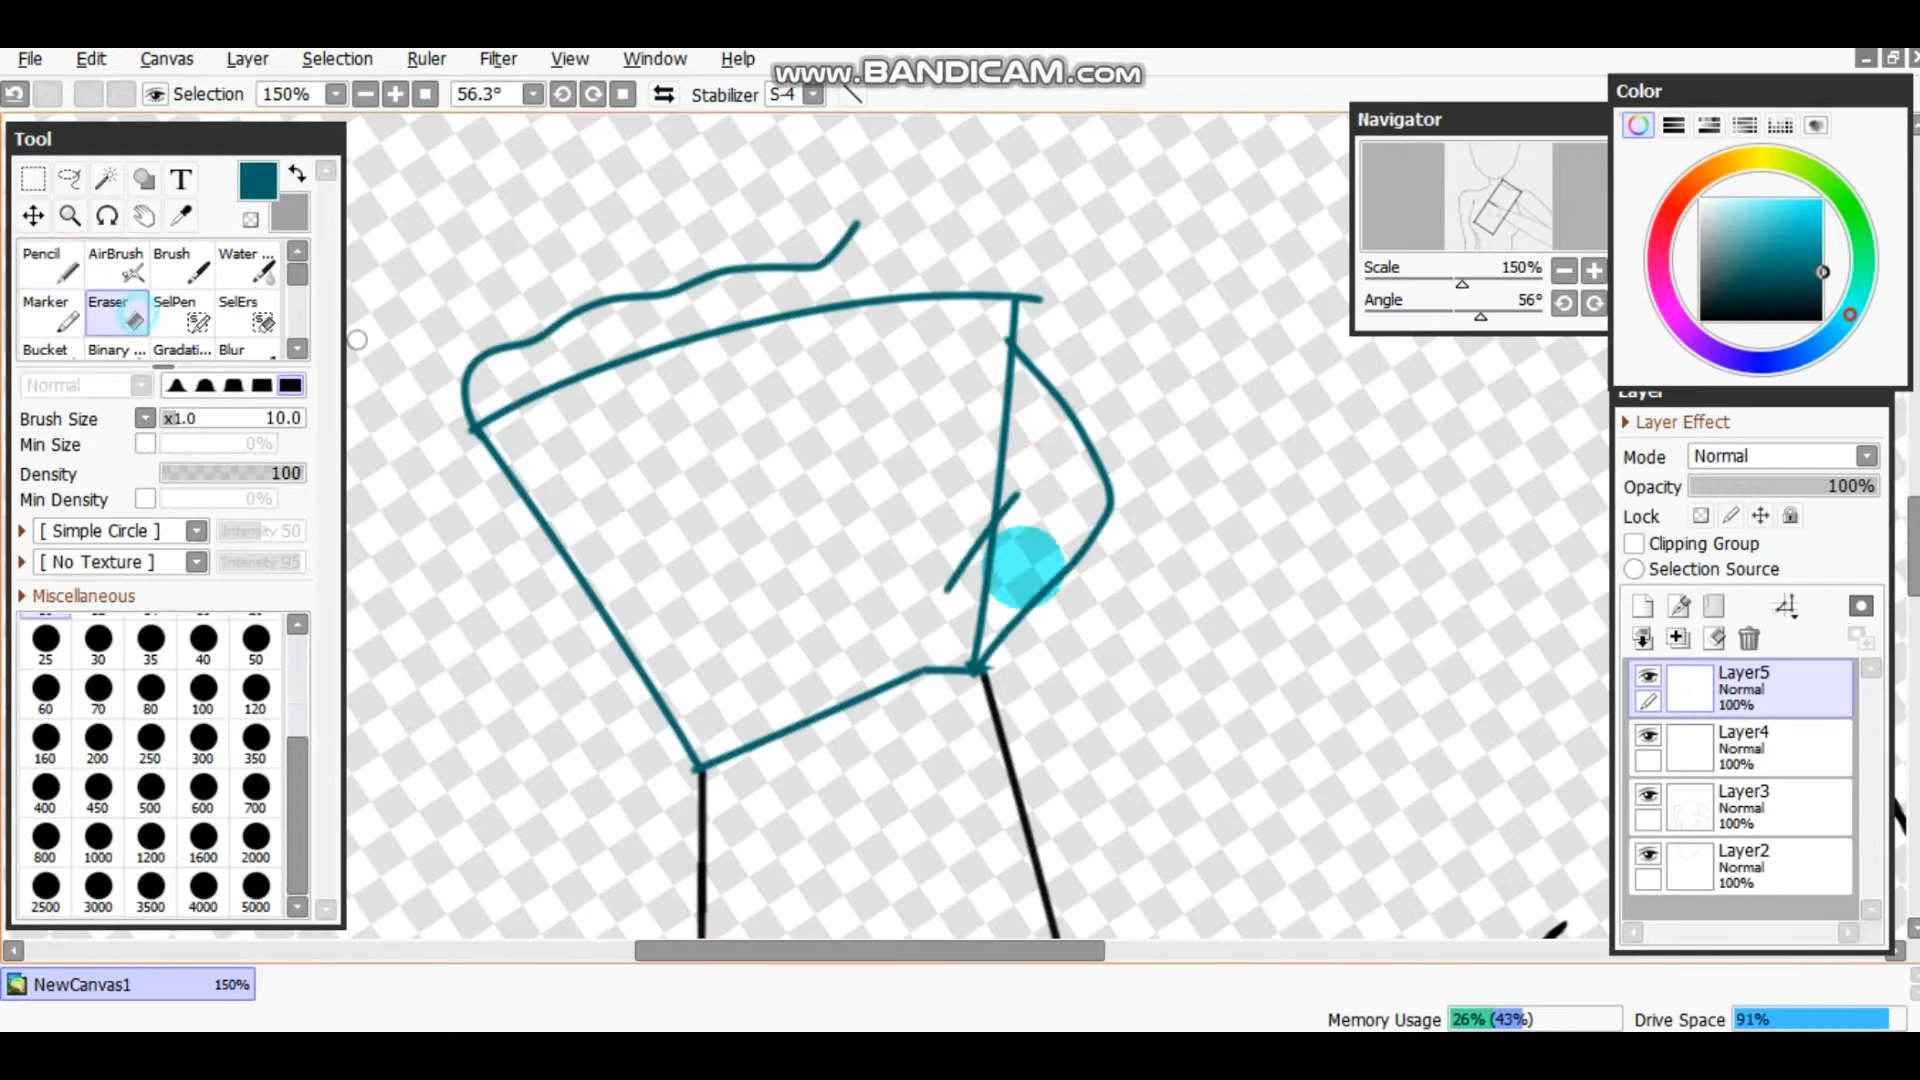 File Edit Canvas Layer Selection Ruler Filter View Window Help
www.BANDICAM.com
Selection 150% 56.3° Stabilizer S-4
Tool
T
Pencil AirBrush Brush Water ...
Marker Eraser SelPen SelErs
Bucket Binary ... Gradati... Blur
Normal
Brush Size x1.0 10.0
Min Size 0%
Density 100
Min Density 0%
[ Simple Circle ] Intensity 50
[ No Texture ] Intensity 95
Miscellaneous
25 30 35 40 50
60 70 80 100 120
160 200 250 300 350
400 450 500 600 700
800 1000 1200 1600 2000
2500 3000 3500 4000 5000
Navigator
Scale 150%
Angle 56°
Color
Layer
Layer Effect
Mode Normal
Opacity 100%
Lock
Clipping Group
Selection Source
Layer5
Normal
100%
Layer4
Normal
100%
Layer3
Normal
100%
Layer2
Normal
100%
NewCanvas1 150%
Memory Usage 26% (43%) Drive Space 91%